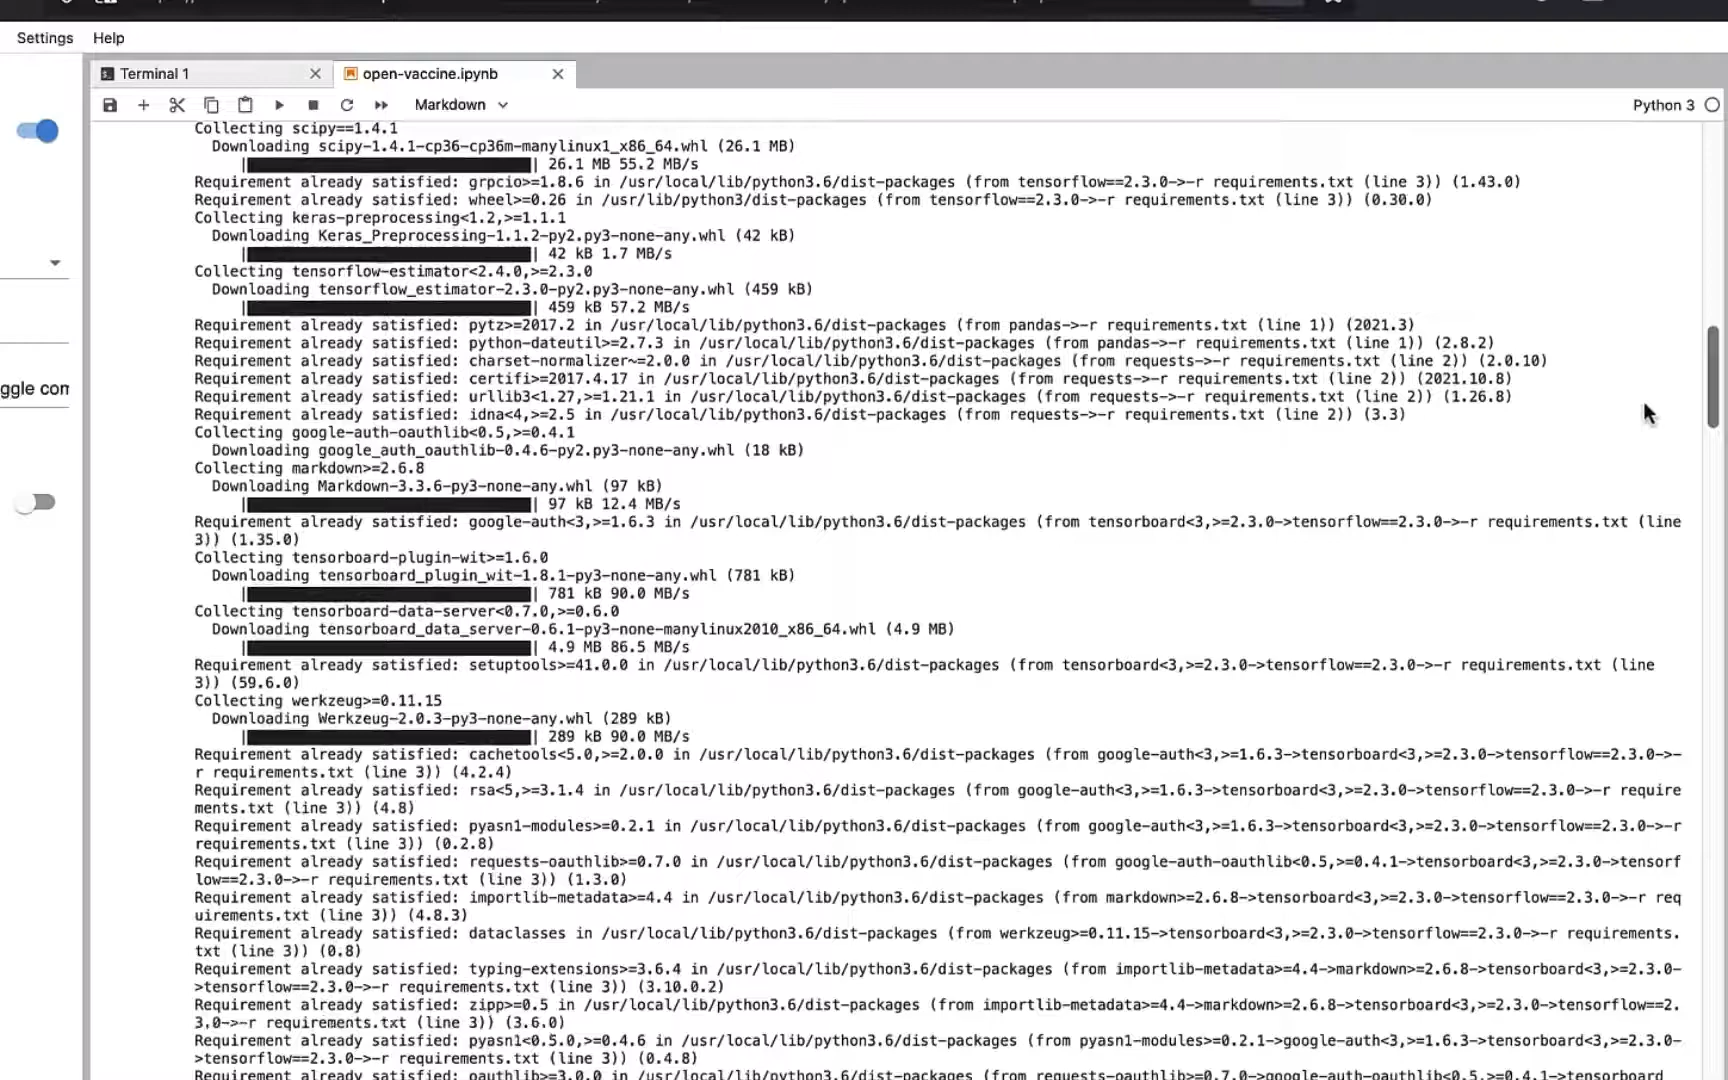 Settings Help
Terminal 1 open-vaccine.ipynb
Markdown Python 3
Collecting scipy==1.4.1
Downloading scipy-1.4.1-cp36-cp36m-manylinux1_x86_64.whl (26.1 MB)
| 26.1 MB 55.2 MB/s
Requirement already satisfied: grpcio>=1.8.6 in /usr/local/lib/python3.6/dist-packages (from tensorflow==2.3.0->-r requirements.txt (line 3)) (1.43.0)
Requirement already satisfied: wheel>=0.26 in /usr/lib/python3/dist-packages (from tensorflow==2.3.0->-r requirements.txt (line 3)) (0.30.0)
Collecting keras-preprocessing<1.2,>=1.1.1
Downloading Keras_Preprocessing-1.1.2-py2.py3-none-any.whl (42 kB)
| 42 kB 1.7 MB/s
Collecting tensorflow-estimator<2.4.0,>=2.3.0
Downloading tensorflow_estimator-2.3.0-py2.py3-none-any.whl (459 kB)
| 459 kB 57.2 MB/s
Requirement already satisfied: pytz>=2017.2 in /usr/local/lib/python3.6/dist-packages (from pandas->-r requirements.txt (line 1)) (2021.3)
Requirement already satisfied: python-dateutil>=2.7.3 in /usr/local/lib/python3.6/dist-packages (from pandas->-r requirements.txt (line 1)) (2.8.2)
Requirement already satisfied: charset-normalizer~=2.0.0 in /usr/local/lib/python3.6/dist-packages (from requests->-r requirements.txt (line 2)) (2.0.10)
Requirement already satisfied: certifi>=2017.4.17 in /usr/local/lib/python3.6/dist-packages (from requests->-r requirements.txt (line 2)) (2021.10.8)
ggle com
Requirement already satisfied: urllib3<1.27,>=1.21.1 in /usr/local/lib/python3.6/dist-packages (from requests->-r requirements.txt (line 2)) (1.26.8)
Requirement already satisfied: idna<4,>=2.5 in /usr/local/lib/python3.6/dist-packages (from requests->-r requirements.txt (line 2)) (3.3)
Collecting google-auth-oauthlib<0.5,>=0.4.1
Downloading google_auth_oauthlib-0.4.6-py2.py3-none-any.whl (18 kB)
Collecting markdown>=2.6.8
Downloading Markdown-3.3.6-py3-none-any.whl (97 kB)
| 97 kB 12.4 MB/s
Requirement already satisfied: google-auth<3,>=1.6.3 in /usr/local/lib/python3.6/dist-packages (from tensorboard<3,>=2.3.0->tensorflow==2.3.0->-r requirements.txt (line
3)) (1.35.0)
Collecting tensorboard-plugin-wit>=1.6.0
Downloading tensorboard_plugin_wit-1.8.1-py3-none-any.whl (781 kB)
| 781 kB 90.0 MB/s
Collecting tensorboard-data-server<0.7.0,>=0.6.0
Downloading tensorboard_data_server-0.6.1-py3-none-manylinux2010_x86_64.whl (4.9 MB)
| 4.9 MB 86.5 MB/s
Requirement already satisfied: setuptools>=41.0.0 in /usr/local/lib/python3.6/dist-packages (from tensorboard<3,>=2.3.0->tensorflow==2.3.0->-r requirements.txt (line
3)) (59.6.0)
Collecting werkzeug>=0.11.15
Downloading Werkzeug-2.0.3-py3-none-any.whl (289 kB)
| 289 kB 90.0 MB/s
Requirement already satisfied: cachetools<5.0,>=2.0.0 in /usr/local/lib/python3.6/dist-packages (from google-auth<3,>=1.6.3->tensorboard<3,>=2.3.0->tensorflow==2.3.0->-
r requirements.txt (line 3)) (4.2.4)
Requirement already satisfied: rsa<5,>=3.1.4 in /usr/local/lib/python3.6/dist-packages (from google-auth<3,>=1.6.3->tensorboard<3,>=2.3.0->tensorflow==2.3.0->-r require
ments.txt (line 3)) (4.8)
Requirement already satisfied: pyasn1-modules>=0.2.1 in /usr/local/lib/python3.6/dist-packages (from google-auth<3,>=1.6.3->tensorboard<3,>=2.3.0->tensorflow==2.3.0->-r
requirements.txt (line 3)) (0.2.8)
Requirement already satisfied: requests-oauthlib>=0.7.0 in /usr/local/lib/python3.6/dist-packages (from google-auth-oauthlib<0.5,>=0.4.1->tensorboard<3,>=2.3.0->tensorf
low==2.3.0->-r requirements.txt (line 3)) (1.3.0)
Requirement already satisfied: importlib-metadata>=4.4 in /usr/local/lib/python3.6/dist-packages (from markdown>=2.6.8->tensorboard<3,>=2.3.0->tensorflow==2.3.0->-r req
uirements.txt (line 3)) (4.8.3)
Requirement already satisfied: dataclasses in /usr/local/lib/python3.6/dist-packages (from werkzeug>=0.11.15->tensorboard<3,>=2.3.0->tensorflow==2.3.0->-r requirements.
txt (line 3)) (0.8)
Requirement already satisfied: typing-extensions>=3.6.4 in /usr/local/lib/python3.6/dist-packages (from importlib-metadata>=4.4->markdown>=2.6.8->tensorboard<3,>=2.3.0-
>tensorflow==2.3.0->-r requirements.txt (line 3)) (3.10.0.2)
Requirement already satisfied: zipp>=0.5 in /usr/local/lib/python3.6/dist-packages (from importlib-metadata>=4.4->markdown>=2.6.8->tensorboard<3,>=2.3.0->tensorflow==2.
3.0->-r requirements.txt (line 3)) (3.6.0)
Requirement already satisfied: pyasn1<0.5.0,>=0.4.6 in /usr/local/lib/python3.6/dist-packages (from pyasn1-modules>=0.2.1->google-auth<3,>=1.6.3->tensorboard<3,>=2.3.0-
>tensorflow==2.3.0->-r requirements.txt (line 3)) (0.4.8)
Requirement already satisfied: oauthlib>=3.0.0 in /usr/local/lib/python3.6/dist-packages (from requests-oauthlib>=0.7.0->google-auth-oauthlib<0.5,>=0.4.1->tensorboard